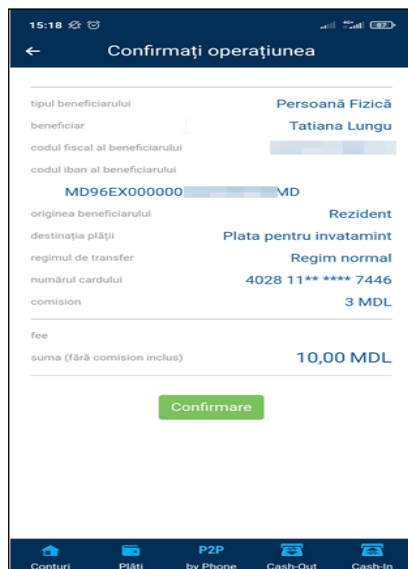 15:18
87
← Confirmați operațiunea
tipul beneficiarului Persoană Fizică
beneficiar Tatiana Lungu
codul fiscal al beneficiarului
codul iban al beneficiarului
MD96EX000000 MD
originea beneficiarului Rezident
destinația plății Plata pentru invatamint
regimul de transfer Regim normal
numărul cardului 4028 11** **** 7446
comision 3 MDL
fee
suma (fără comision inclus) 10,00 MDL
Confirmare
P2P
Conturi Plăți by Phone Cash-Out Cash-In